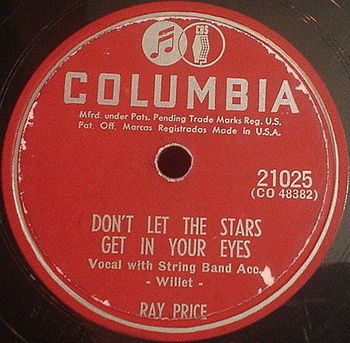 CBS
COLUMBIA
Mfrd. under Pats. Pending Trade Marks Reg. U.S.
Pat. Off. Marcas Registradas Made in U.S.A.
21025
(CO 48382)
DON'T LET THE STARS
GET IN YOUR EYES
Vocal with String Band Acc.
- Willet -
RAY PRICE